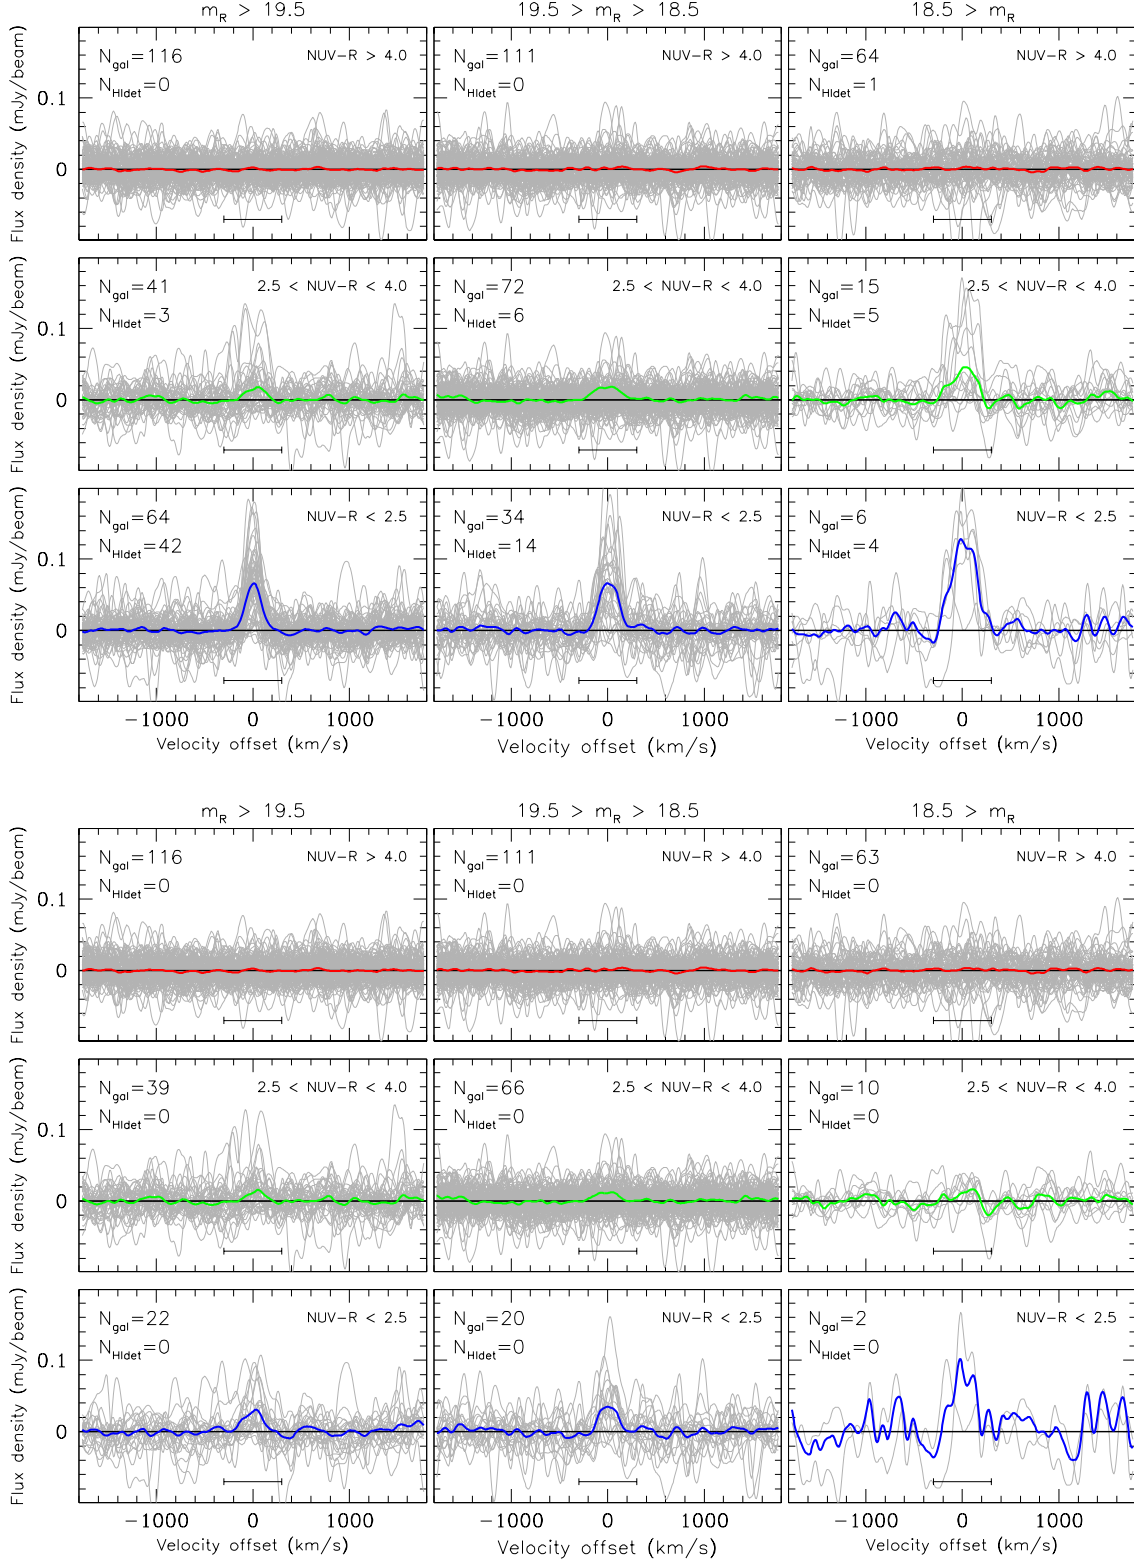 m_R > 19.5
19.5 > m_R > 18.5
18.5 > m_R
Flux density (mJy/beam)
0.1
0
N_gal=116
N_HIdet=0
NUV-R > 4.0
N_gal=111
N_HIdet=0
NUV-R > 4.0
N_gal=64
N_HIdet=1
NUV-R > 4.0
Flux density (mJy/beam)
0.1
0
N_gal=41
N_HIdet=3
2.5 < NUV-R < 4.0
N_gal=72
N_HIdet=6
2.5 < NUV-R < 4.0
N_gal=15
N_HIdet=5
2.5 < NUV-R < 4.0
Flux density (mJy/beam)
0.1
0
N_gal=64
N_HIdet=42
NUV-R < 2.5
N_gal=34
N_HIdet=14
NUV-R < 2.5
N_gal=6
N_HIdet=4
NUV-R < 2.5
−1000 0 1000
−1000 0 1000
−1000 0 1000
Velocity offset (km/s)
Velocity offset (km/s)
Velocity offset (km/s)
m_R > 19.5
19.5 > m_R > 18.5
18.5 > m_R
Flux density (mJy/beam)
0.1
0
N_gal=116
N_HIdet=0
NUV-R > 4.0
N_gal=111
N_HIdet=0
NUV-R > 4.0
N_gal=63
N_HIdet=0
NUV-R > 4.0
Flux density (mJy/beam)
0.1
0
N_gal=39
N_HIdet=0
2.5 < NUV-R < 4.0
N_gal=66
N_HIdet=0
2.5 < NUV-R < 4.0
N_gal=10
N_HIdet=0
2.5 < NUV-R < 4.0
Flux density (mJy/beam)
0.1
0
N_gal=22
N_HIdet=0
NUV-R < 2.5
N_gal=20
N_HIdet=0
NUV-R < 2.5
N_gal=2
N_HIdet=0
NUV-R < 2.5
−1000 0 1000
−1000 0 1000
−1000 0 1000
Velocity offset (km/s)
Velocity offset (km/s)
Velocity offset (km/s)